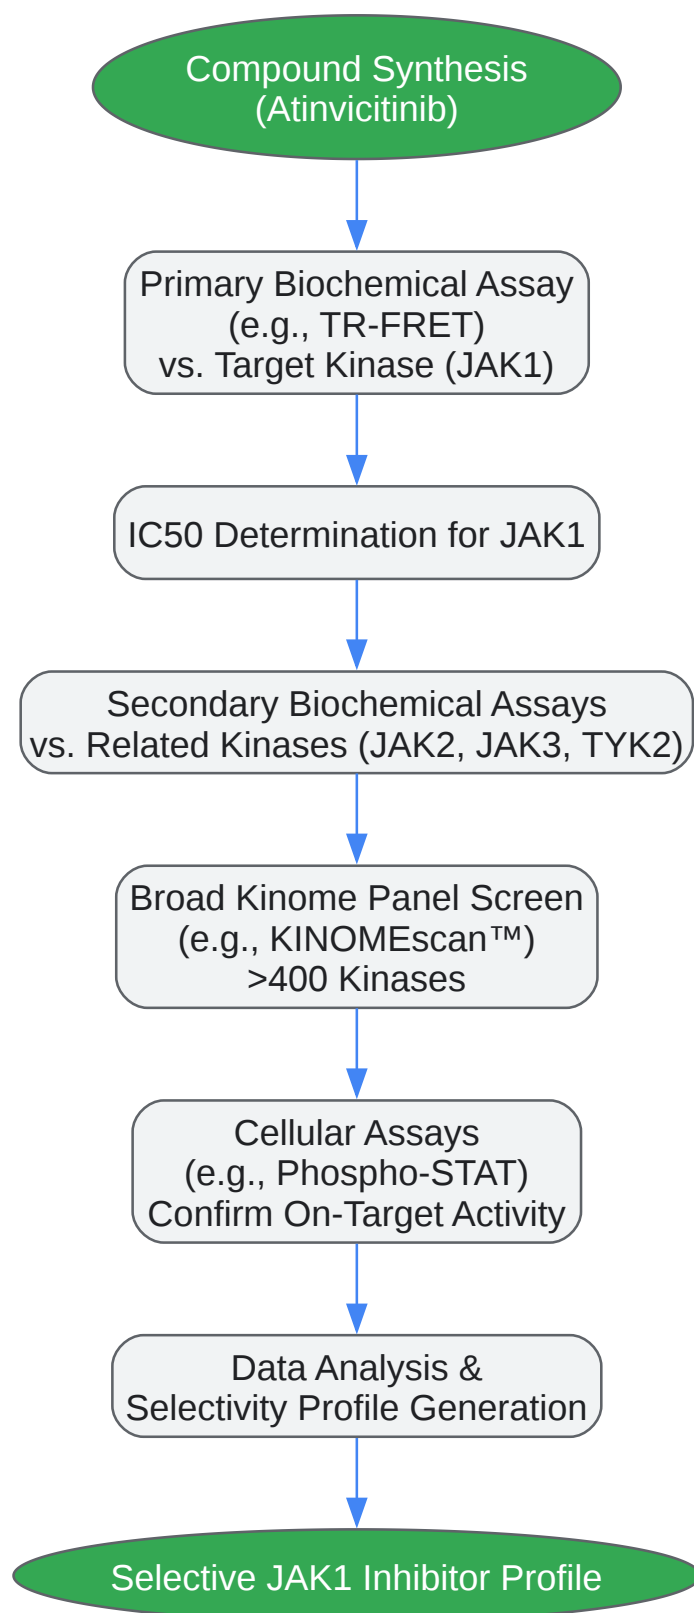 Compound Synthesis
(Atinvicitinib)
Primary Biochemical Assay
(e.g., TR-FRET)
vs. Target Kinase (JAK1)
IC50 Determination for JAK1
Secondary Biochemical Assays
vs. Related Kinases (JAK2, JAK3, TYK2)
Broad Kinome Panel Screen
(e.g., KINOMEscan™)
>400 Kinases
Cellular Assays
(e.g., Phospho-STAT)
Confirm On-Target Activity
Data Analysis &
Selectivity Profile Generation
Selective JAK1 Inhibitor Profile